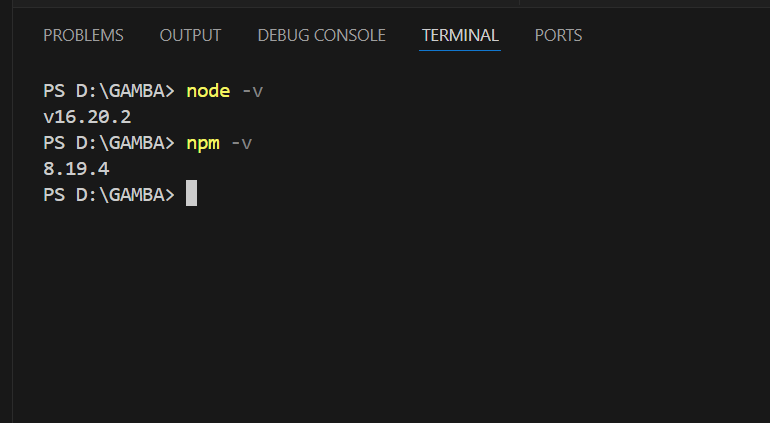 PROBLEMS OUTPUT DEBUG CONSOLE TERMINAL PORTS
PS D:\GAMBA> node -v
v16.20.2
PS D:\GAMBA> npm -v
8.19.4
PS D:\GAMBA>